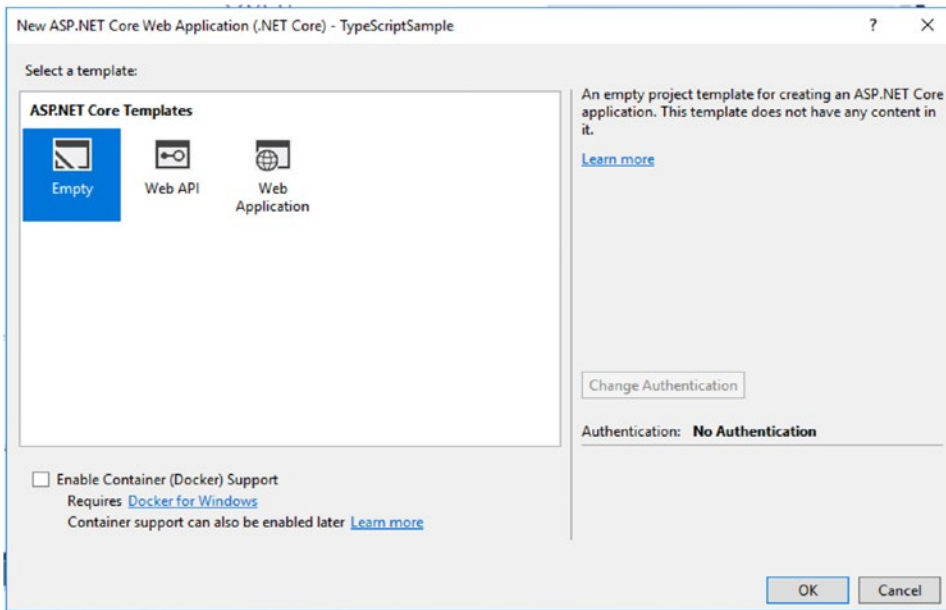 New ASP.NET Core Web Application (.NET Core) - TypeScriptSample
?
Select a template:
ASP.NET Core Templates
Empty
Web API
Web
Application
An empty project template for creating an ASP.NET Core
application. This template does not have any content in
it.
Learn more
Change Authentication
Authentication: No Authentication
Enable Container (Docker) Support
Requires Docker for Windows
Container support can also be enabled later Learn more
OK
Cancel